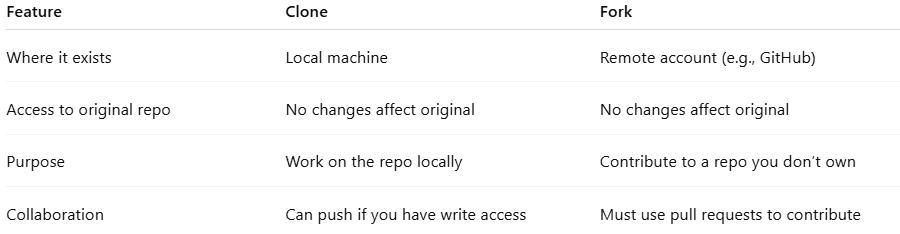 Feature Clone Fork
Where it exists Local machine Remote account (e.g., GitHub)
Access to original repo No changes affect original No changes affect original
Purpose Work on the repo locally Contribute to a repo you don’t own
Collaboration Can push if you have write access Must use pull requests to contribute